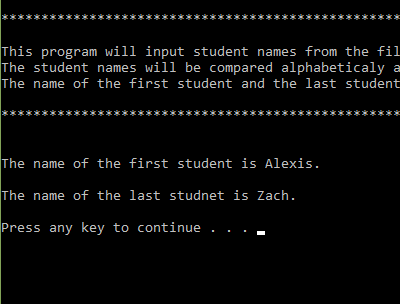 **************************************************
This program will input student names from the fil
The student names will be compared alphabeticaly a
The name of the first student and the last student
**************************************************
The name of the first student is Alexis.
The name of the last studnet is Zach.
Press any key to continue . . .